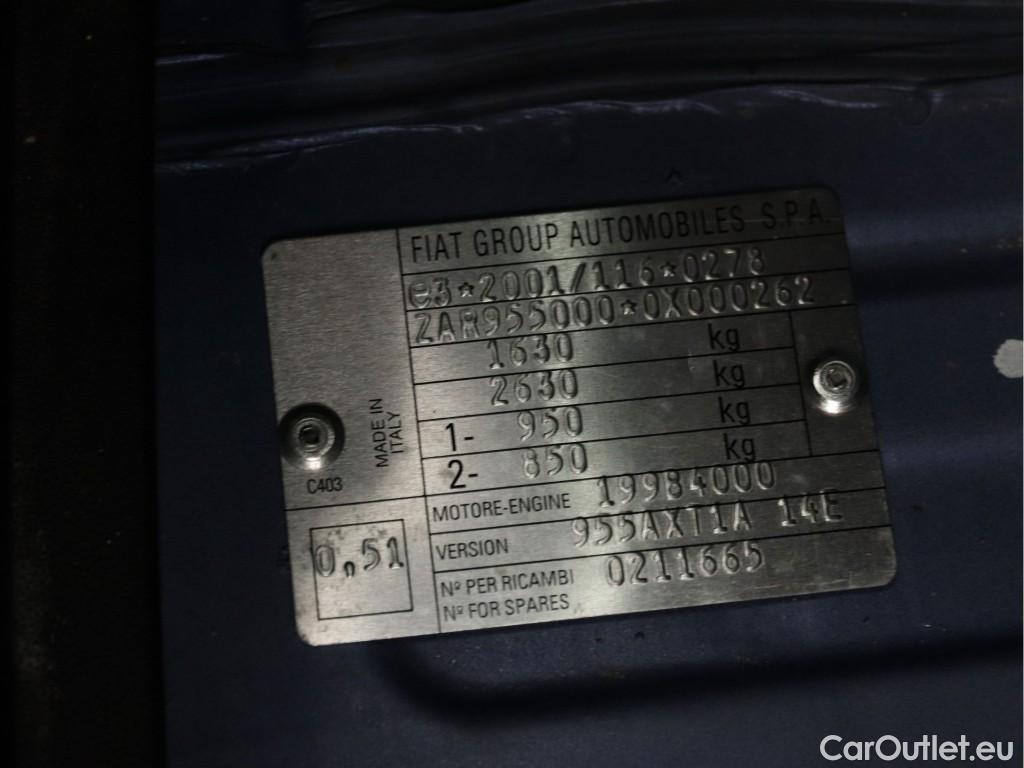 FIAT GROUP AUTOMOBILES S.P.A.
e3*2001/116*0278
ZAR955000*0X000262
1630 kg
2630 kg
1- 950 kg
2- 850 kg
MADE IN
ITALY
C403
MOTORE-ENGINE 19984000
VERSION 955AXT1A 14E
Nº PER RICAMBI
Nº FOR SPARES 0211665
0,51
CarOutlet.eu